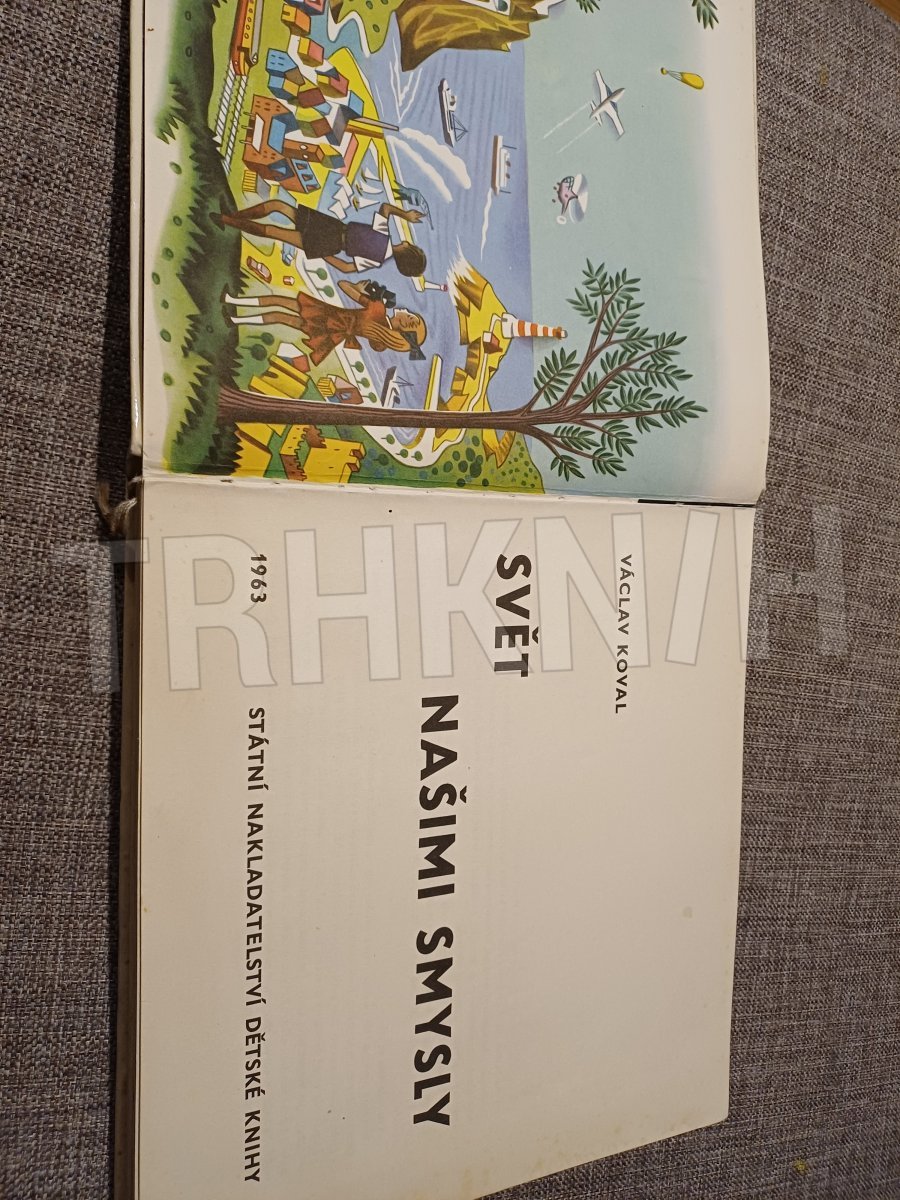 VÁCLAV KOVAL
SVĚT
NAŠIMI SMYSLY
1963 STÁTNÍ NAKLADATELSTVÍ DĚTSKÉ KNIHY
TRHKNIH